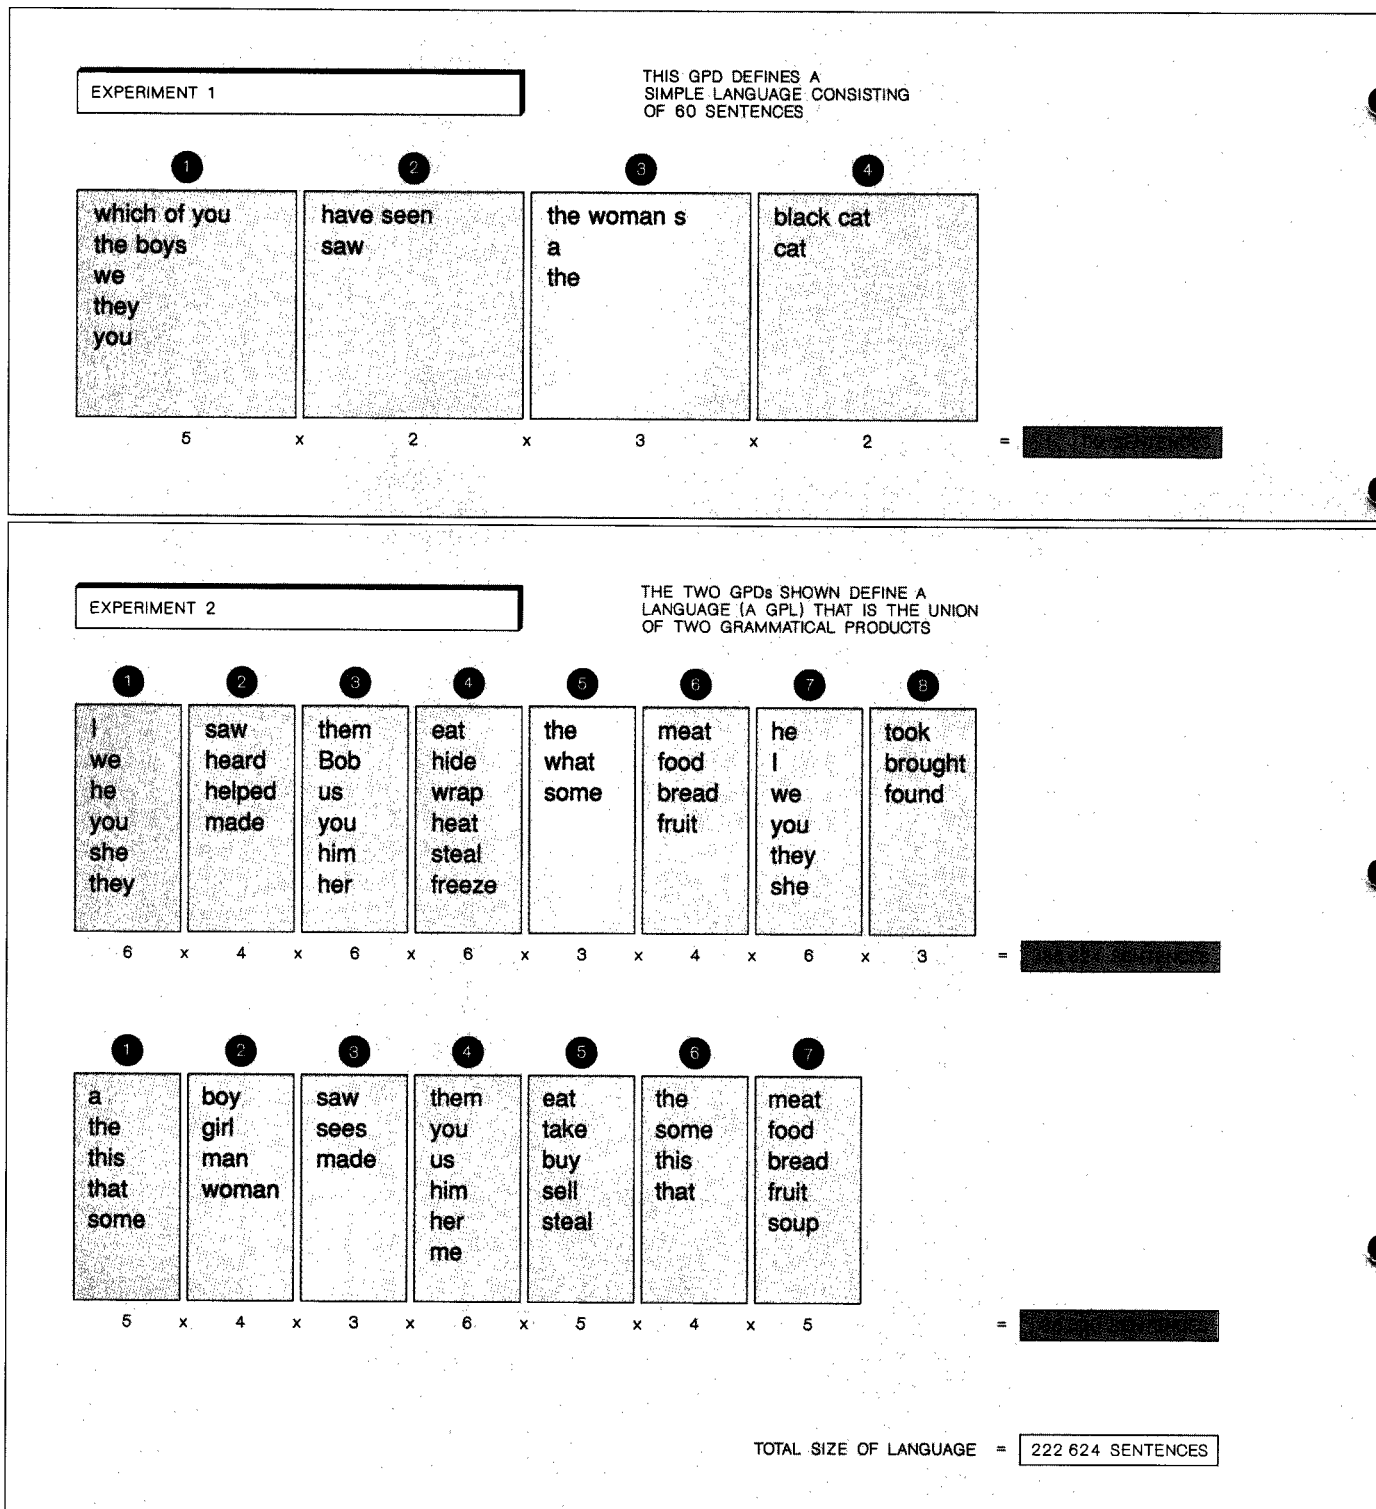 EXPERIMENT 1
THIS GPD DEFINES A
SIMPLE LANGUAGE CONSISTING
OF 60 SENTENCES
1 2 3 4
which of you have seen the woman s black cat
the boys saw a cat
we the
they
you
5 x 2 x 3 x 2 =
EXPERIMENT 2
THE TWO GPDs SHOWN DEFINE A
LANGUAGE (A GPL) THAT IS THE UNION
OF TWO GRAMMATICAL PRODUCTS
1 2 3 4 5 6 7 8
I saw them eat the meat he took
we heard Bob hide what food I brought
he helped us wrap some bread we found
you made you heat fruit you
she him steal they
they her freeze she
6 x 4 x 6 x 6 x 3 x 4 x 6 x 3 = SENTENCES
1 2 3 4 5 6 7
a boy saw them eat the meat
the girl sees you take some food
this man made us buy this bread
that woman him sell that fruit
some her steal soup
me
5 x 4 x 3 x 6 x 5 x 4 x 5 =
TOTAL SIZE OF LANGUAGE = 222 624 SENTENCES